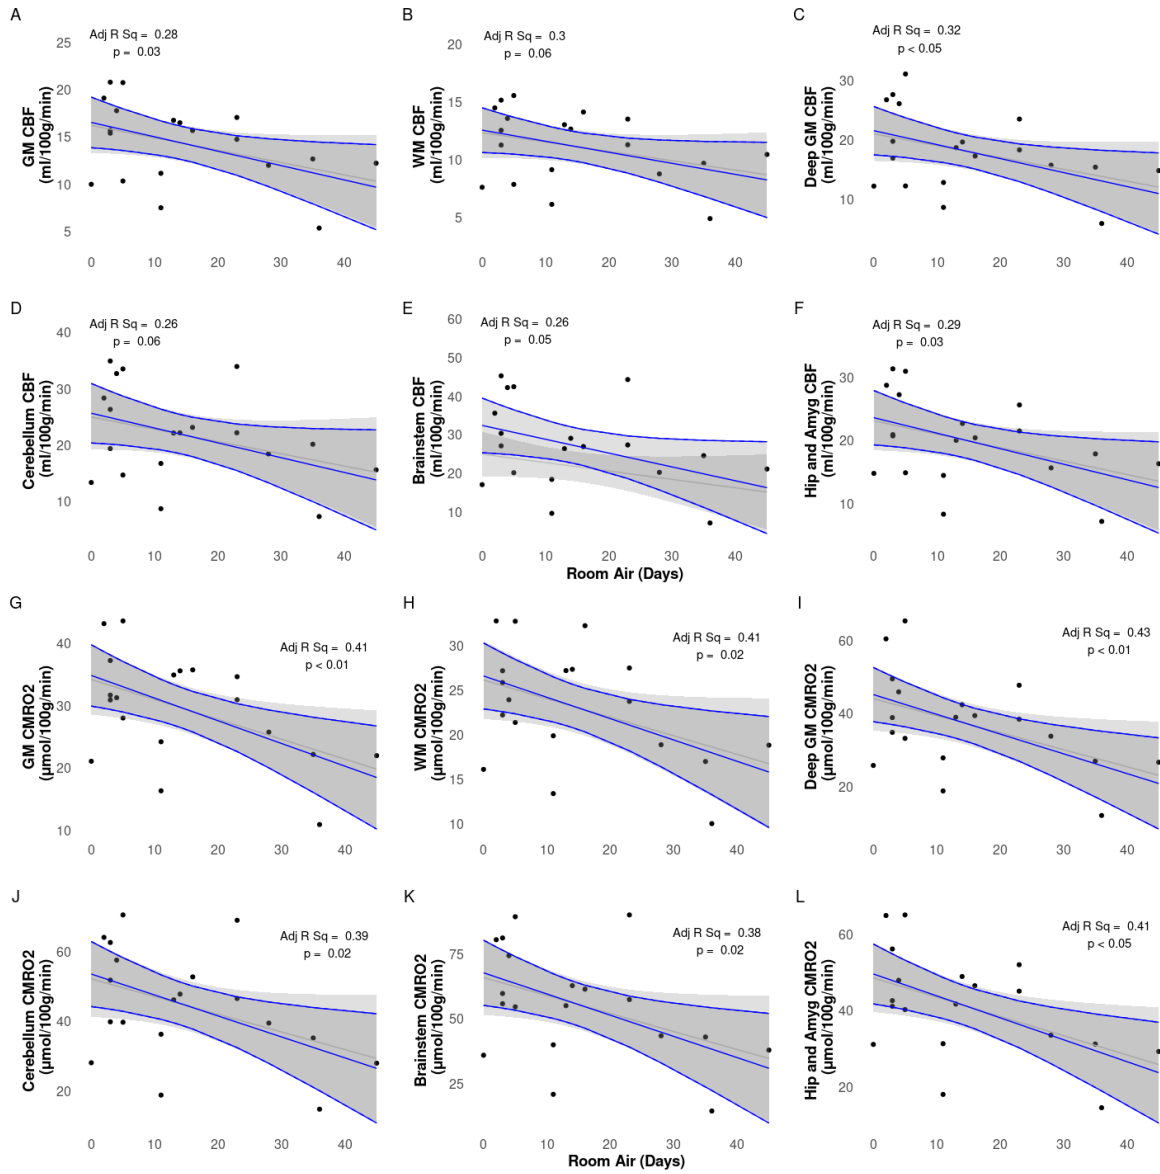 A
Adj R Sq = 0.28
p = 0.03
GM CBF
(ml/100g/min)
25
20
15
10
5
0 10 20 30 40
B
Adj R Sq = 0.3
p = 0.06
WM CBF
(ml/100g/min)
20
15
10
5
0 10 20 30 40
C
Adj R Sq = 0.32
p < 0.05
Deep GM CBF
(ml/100g/min)
30
20
10
0 10 20 30 40
D
Adj R Sq = 0.26
p = 0.06
Cerebellum CBF
(ml/100g/min)
40
30
20
10
0 10 20 30 40
E
Adj R Sq = 0.26
p = 0.05
Brainstem CBF
(ml/100g/min)
60
50
40
30
20
10
0 10 20 30 40
Room Air (Days)
F
Adj R Sq = 0.29
p = 0.03
Hip and Amyg CBF
(ml/100g/min)
30
20
10
0 10 20 30 40
G
Adj R Sq = 0.41
p < 0.01
GM CMRO2
(µmol/100g/min)
40
30
20
10
0 10 20 30 40
H
Adj R Sq = 0.41
p = 0.02
WM CMRO2
(µmol/100g/min)
30
25
20
15
10
0 10 20 30 40
I
Adj R Sq = 0.43
p < 0.01
Deep GM CMRO2
(µmol/100g/min)
60
40
20
0 10 20 30 40
J
Adj R Sq = 0.39
p = 0.02
Cerebellum CMRO2
(µmol/100g/min)
60
40
20
0 10 20 30 40
K
Adj R Sq = 0.38
p = 0.02
Brainstem CMRO2
(µmol/100g/min)
75
50
25
0 10 20 30 40
Room Air (Days)
L
Adj R Sq = 0.41
p < 0.05
Hip and Amyg CMRO2
(µmol/100g/min)
60
40
20
0 10 20 30 40